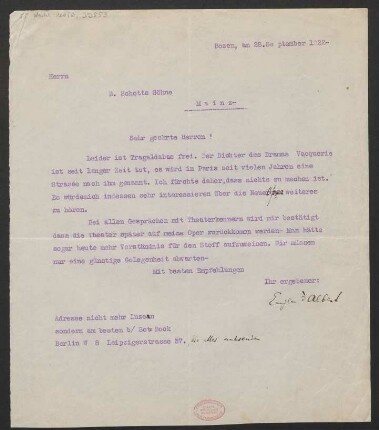 Bozen, am 28.September 1922-
Herrn
B. Schotts Söhne
Mainz-
Sehr geehrte Herren !
Leider ist Tragaldabas frei. Der Dichter des Dramas Vacquerie
ist seit langer Zeit tot, es wird in Paris seit vielen Jahren eine
Strasse nach ihm genannt. Ich fürchte daher, dass nichts zu machen ist.
Es würde mich indessen sehr interessieren über die weiteres
zu hören.
Bei allen Gesprächen mit Theaterkennern wird mir bestätigt
dass die Theater später auf meine Oper zurückkommen werden- Man hätte
sogar heute mehr Verständnis für den Stoff aufzuweisen. Wir müssen
nur eine günstige Gelegenheit abwarten-
Mit besten Empfehlungen
Ihr ergebener:
Eugen d'Albert
Adresse nicht mehr
sondern am besten b/ Bote Bock
Berlin W 8 Leipzigerstrasse 37,